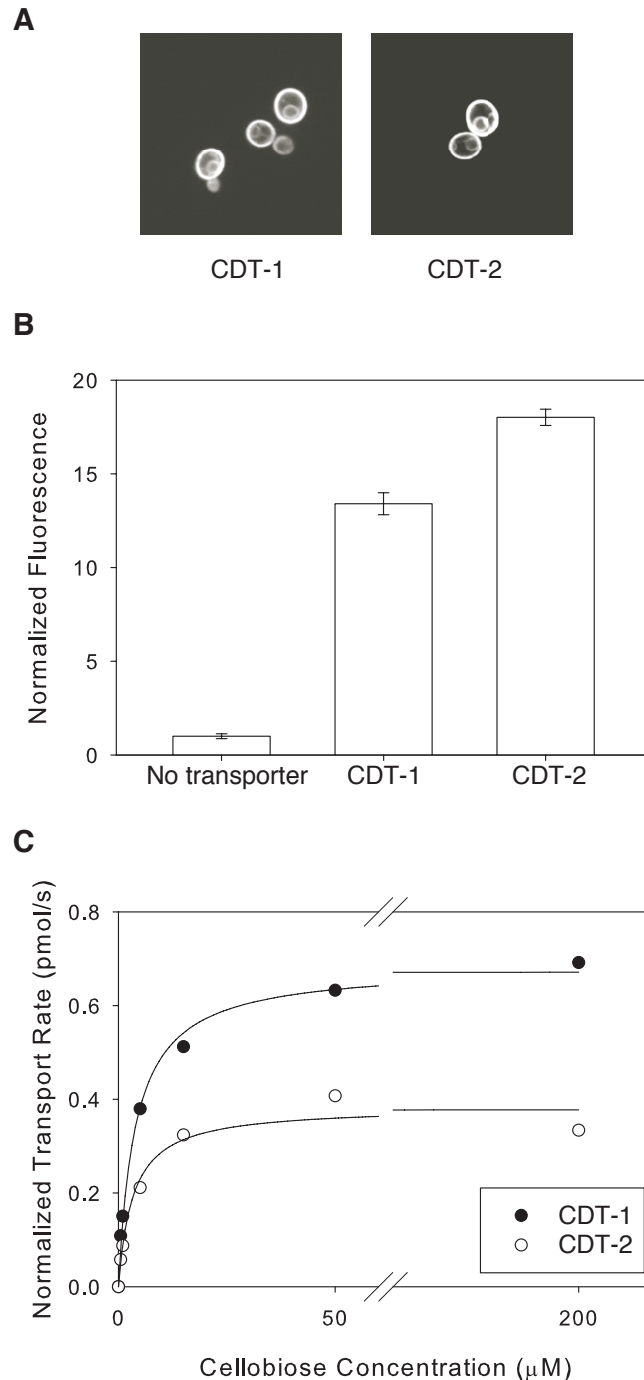 A
CDT-1
CDT-2
B
Normalized Fluorescence
20
15
10
5
0
No transporter
CDT-1
CDT-2
C
Normalized Transport Rate (pmol/s)
0.8
0.6
0.4
0.2
0.0
CDT-1
CDT-2
0
50
200
Cellobiose Concentration (μM)